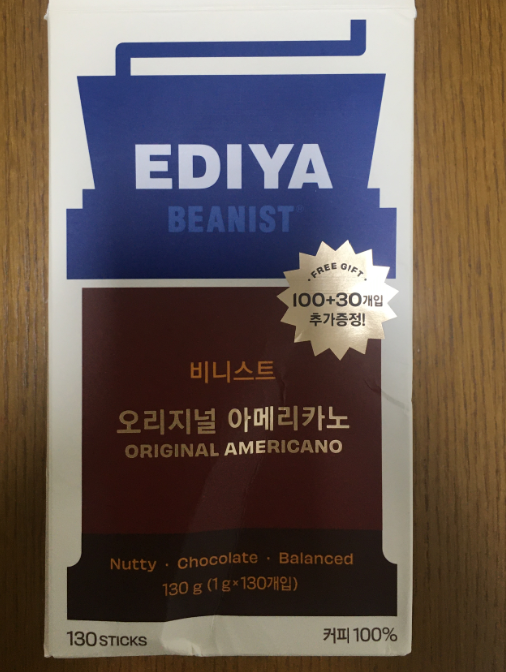 EDIYA
BEANIST
· FREE GIFT ·
100+30개입
추가증정!
비니스트
오리지널 아메리카노
ORIGINAL AMERICANO
Nutty · Chocolate · Balanced
130 g (1 g×130개입)
130 STICKS
커피 100%